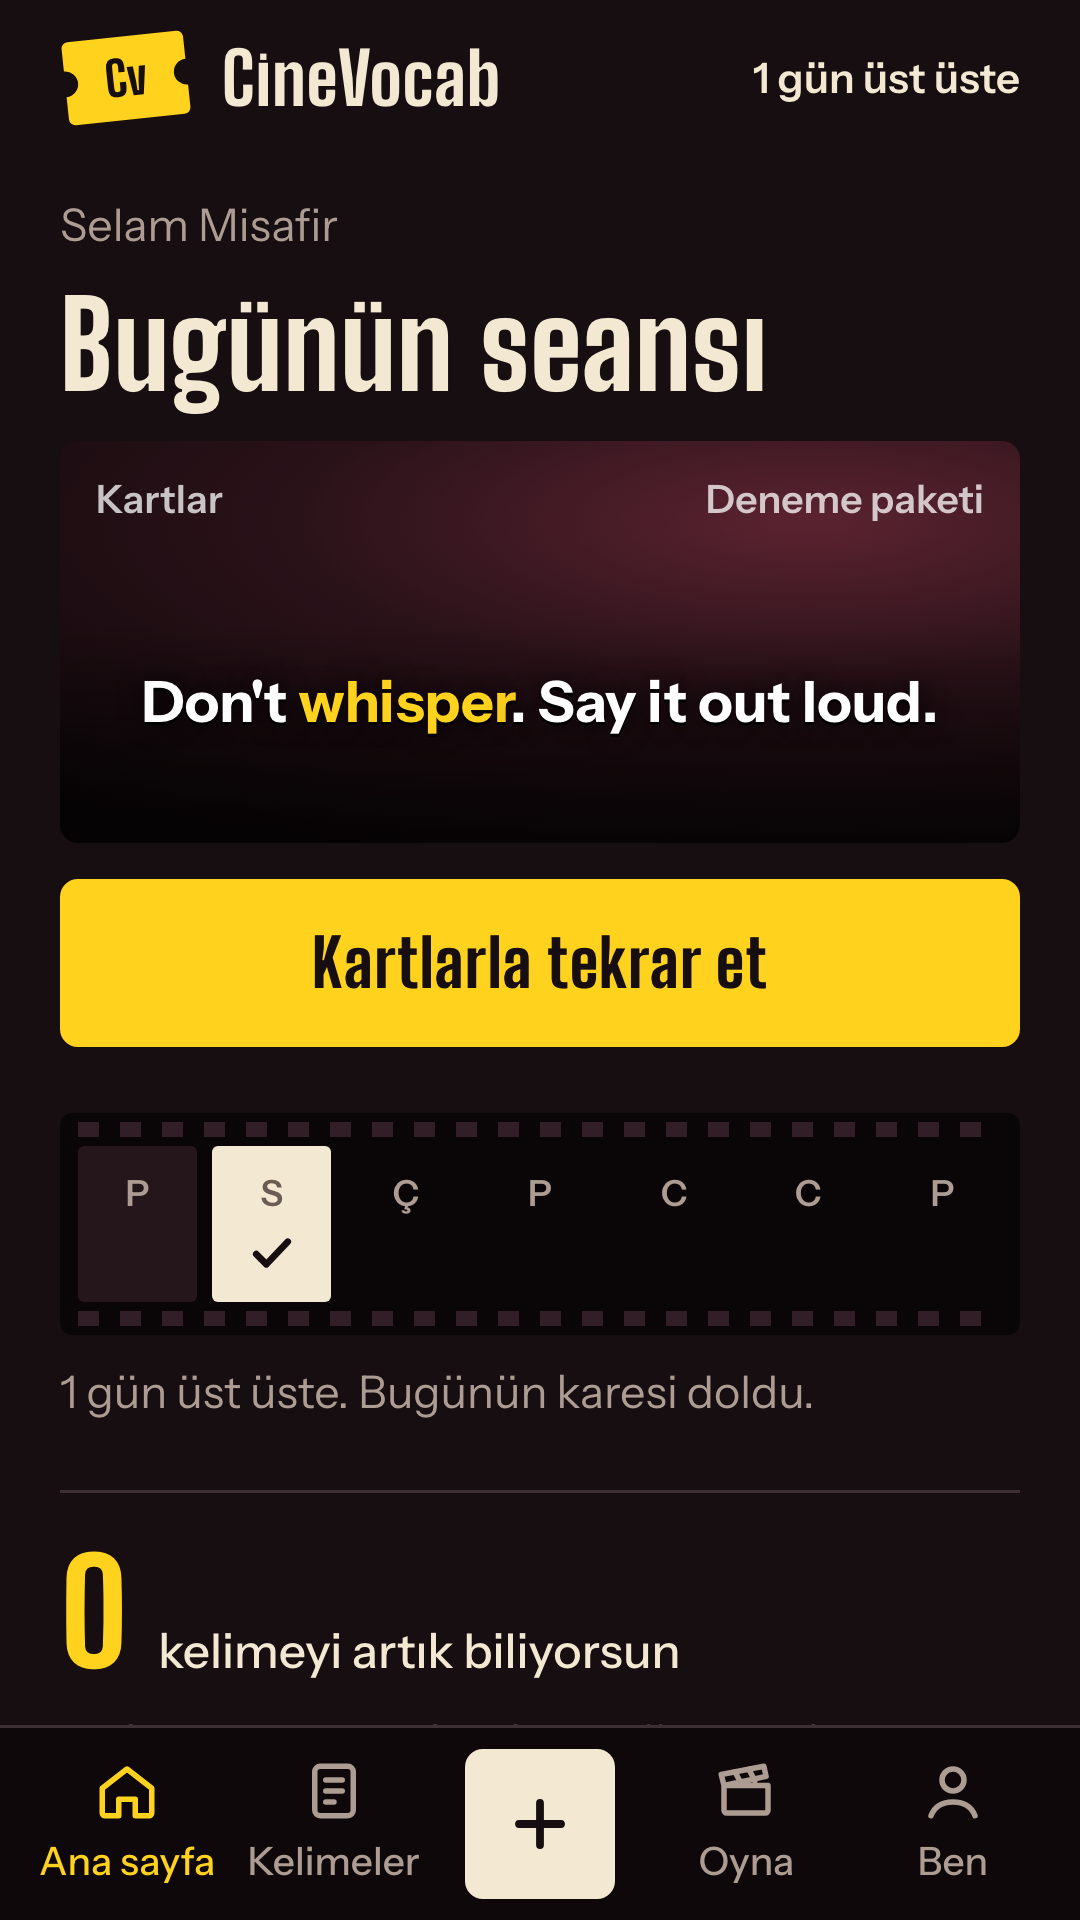 Cv CineVocab
1 gün üst üste
Selam Misafir
Bugünün seansı
Kartlar
Deneme paketi
Don't whisper. Say it out loud.
Kartlarla tekrar et
P S Ç P C C P
1 gün üst üste. Bugünün karesi doldu.
0 kelimeyi artık biliyorsun
Ana sayfa
Kelimeler
Oyna
Ben